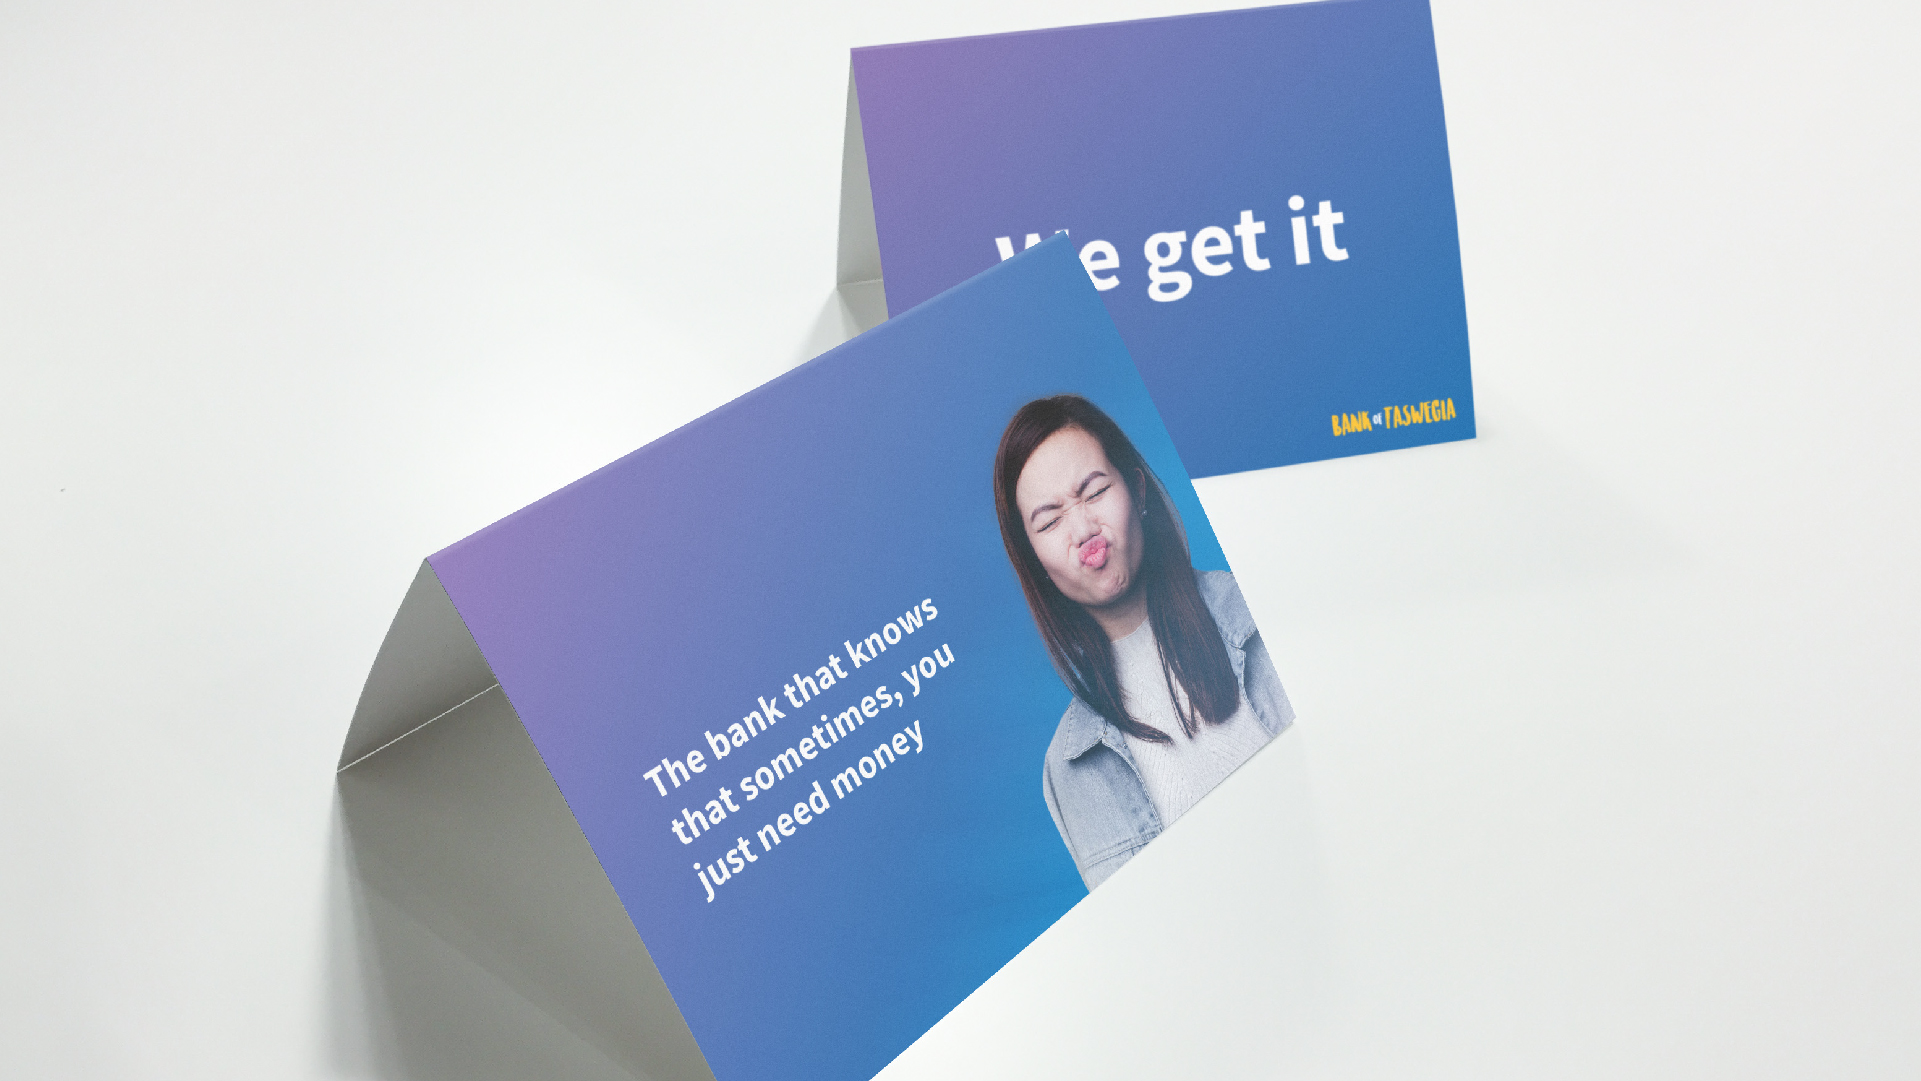 We get it
BANK OF TASWEGIA
The bank that knows
that sometimes, you
just need money